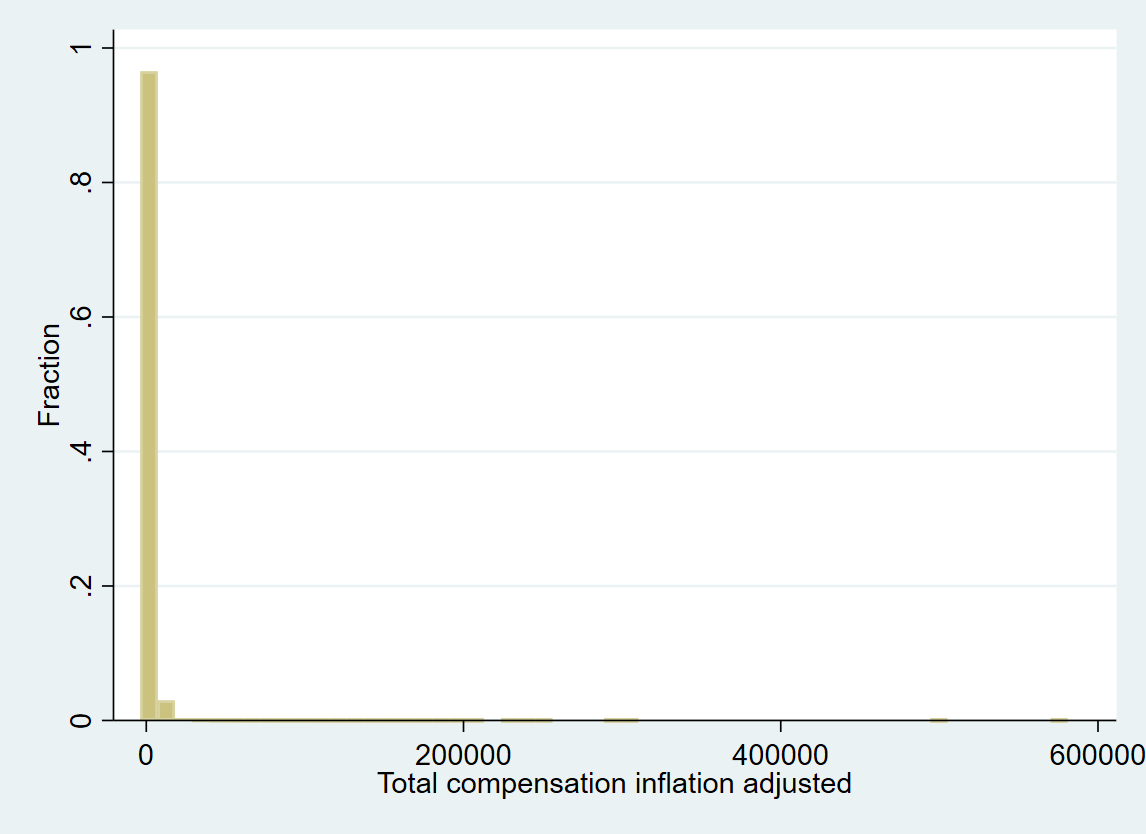 1
.8
.6
.4
.2
0
Fraction
0 200000 400000 600000
Total compensation inflation adjusted